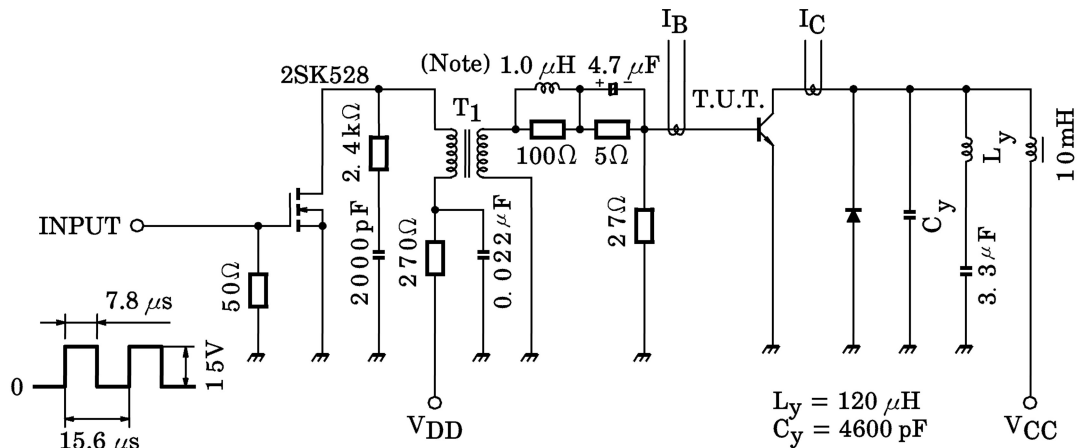 I_B
I_C
(Note) 1.0 μH 4.7 μF
+ −
2SK528
T1
T.U.T.
2.4kΩ
100Ω
5Ω
L_y
10mH
INPUT
50Ω
2000pF
270Ω
0.022μF
27Ω
C_y
3.3μF
7.8 μs
15V
0
15.6 μs
V_DD
L_y = 120 μH
C_y = 4600 pF
V_CC